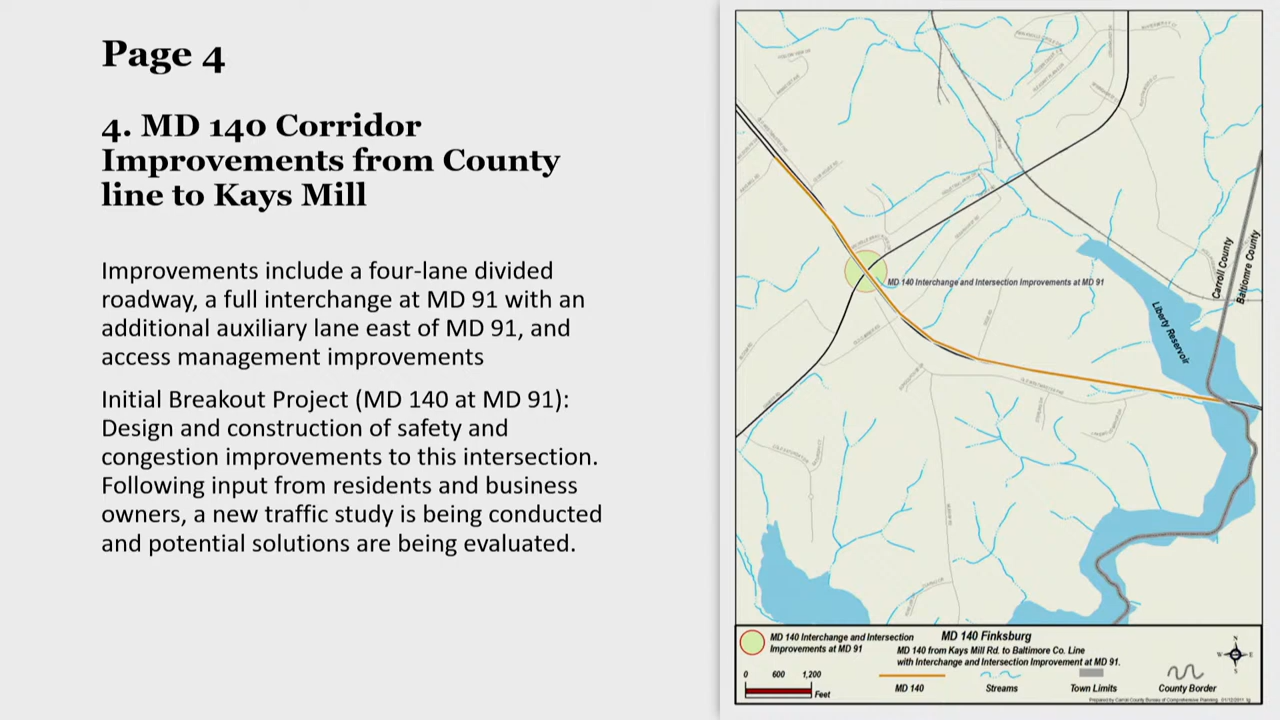 Page 4
4. MD 140 Corridor
Improvements from County
line to Kays Mill
Improvements include a four-lane divided
roadway, a full interchange at MD 91 with an
additional auxiliary lane east of MD 91, and
access management improvements
Initial Breakout Project (MD 140 at MD 91):
Design and construction of safety and
congestion improvements to this intersection.
Following input from residents and business
owners, a new traffic study is being conducted
and potential solutions are being evaluated.
MD 140 Interchange and Intersection Improvements at MD 91
Carroll County
Baltiomre County
Liberty Reservoir
MD 140 Interchange and Intersection
Improvements at MD 91
MD 140 Finksburg
MD 140 from Kays Mill Rd. to Baltimore Co. Line
with Interchange and Intersection Improvement at MD 91.
0 600 1,200
Feet
MD 140
Streams
Town Limits
County Border
N
W E
S